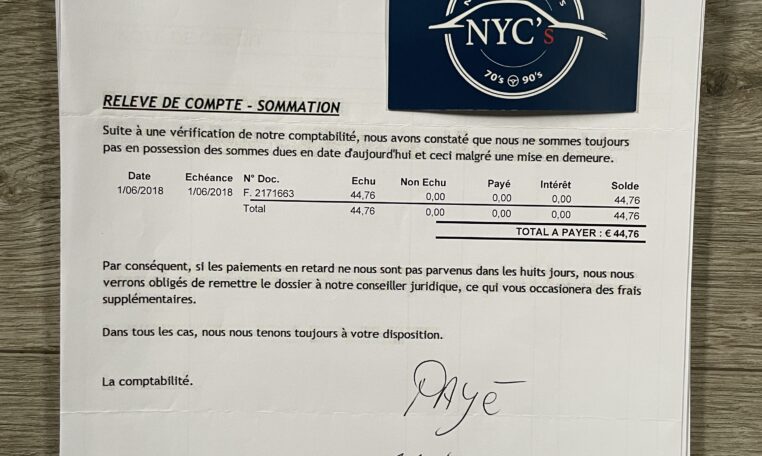 NYC's
70's 90's
RELEVE DE COMPTE - SOMMATION
Suite à une vérification de notre comptabilité, nous avons constaté que nous ne sommes toujours
pas en possession des sommes dues en date d'aujourd'hui et ceci malgré une mise en demeure.
Date Echéance N° Doc. Echu Non Echu Payé Intérêt Solde
1/06/2018 1/06/2018 F. 2171663 44,76 0,00 0,00 0,00 44,76
Total 44,76 0,00 0,00 0,00 44,76
TOTAL A PAYER : € 44,76
Par conséquent, si les paiements en retard ne nous sont pas parvenus dans les huits jours, nous nous
verrons obligés de remettre le dossier à notre conseiller juridique, ce qui vous occasionera des frais
supplémentaires.
Dans tous les cas, nous nous tenons toujours à votre disposition.
La comptabilité.
PAYé